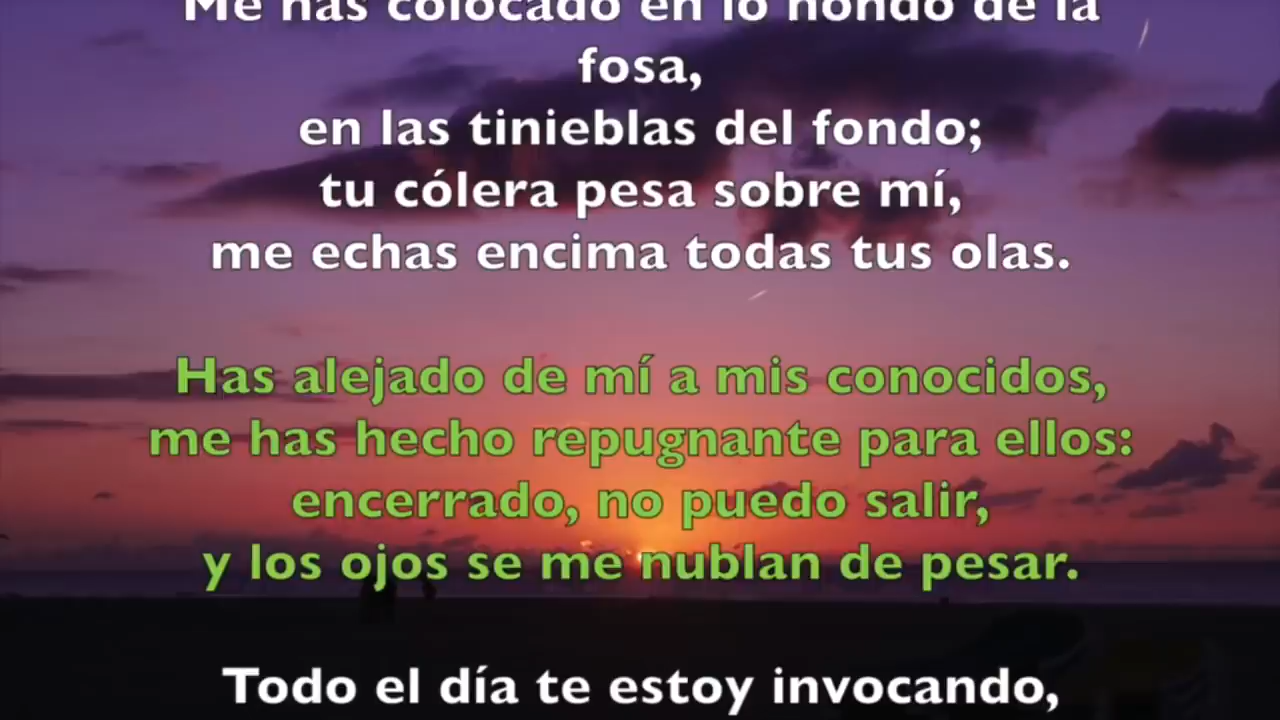 Me has colocado en lo hondo de la
fosa,
en las tinieblas del fondo;
tu cólera pesa sobre mí,
me echas encima todas tus olas.
Has alejado de mí a mis conocidos,
me has hecho repugnante para ellos:
encerrado, no puedo salir,
y los ojos se me nublan de pesar.
Todo el día te estoy invocando,